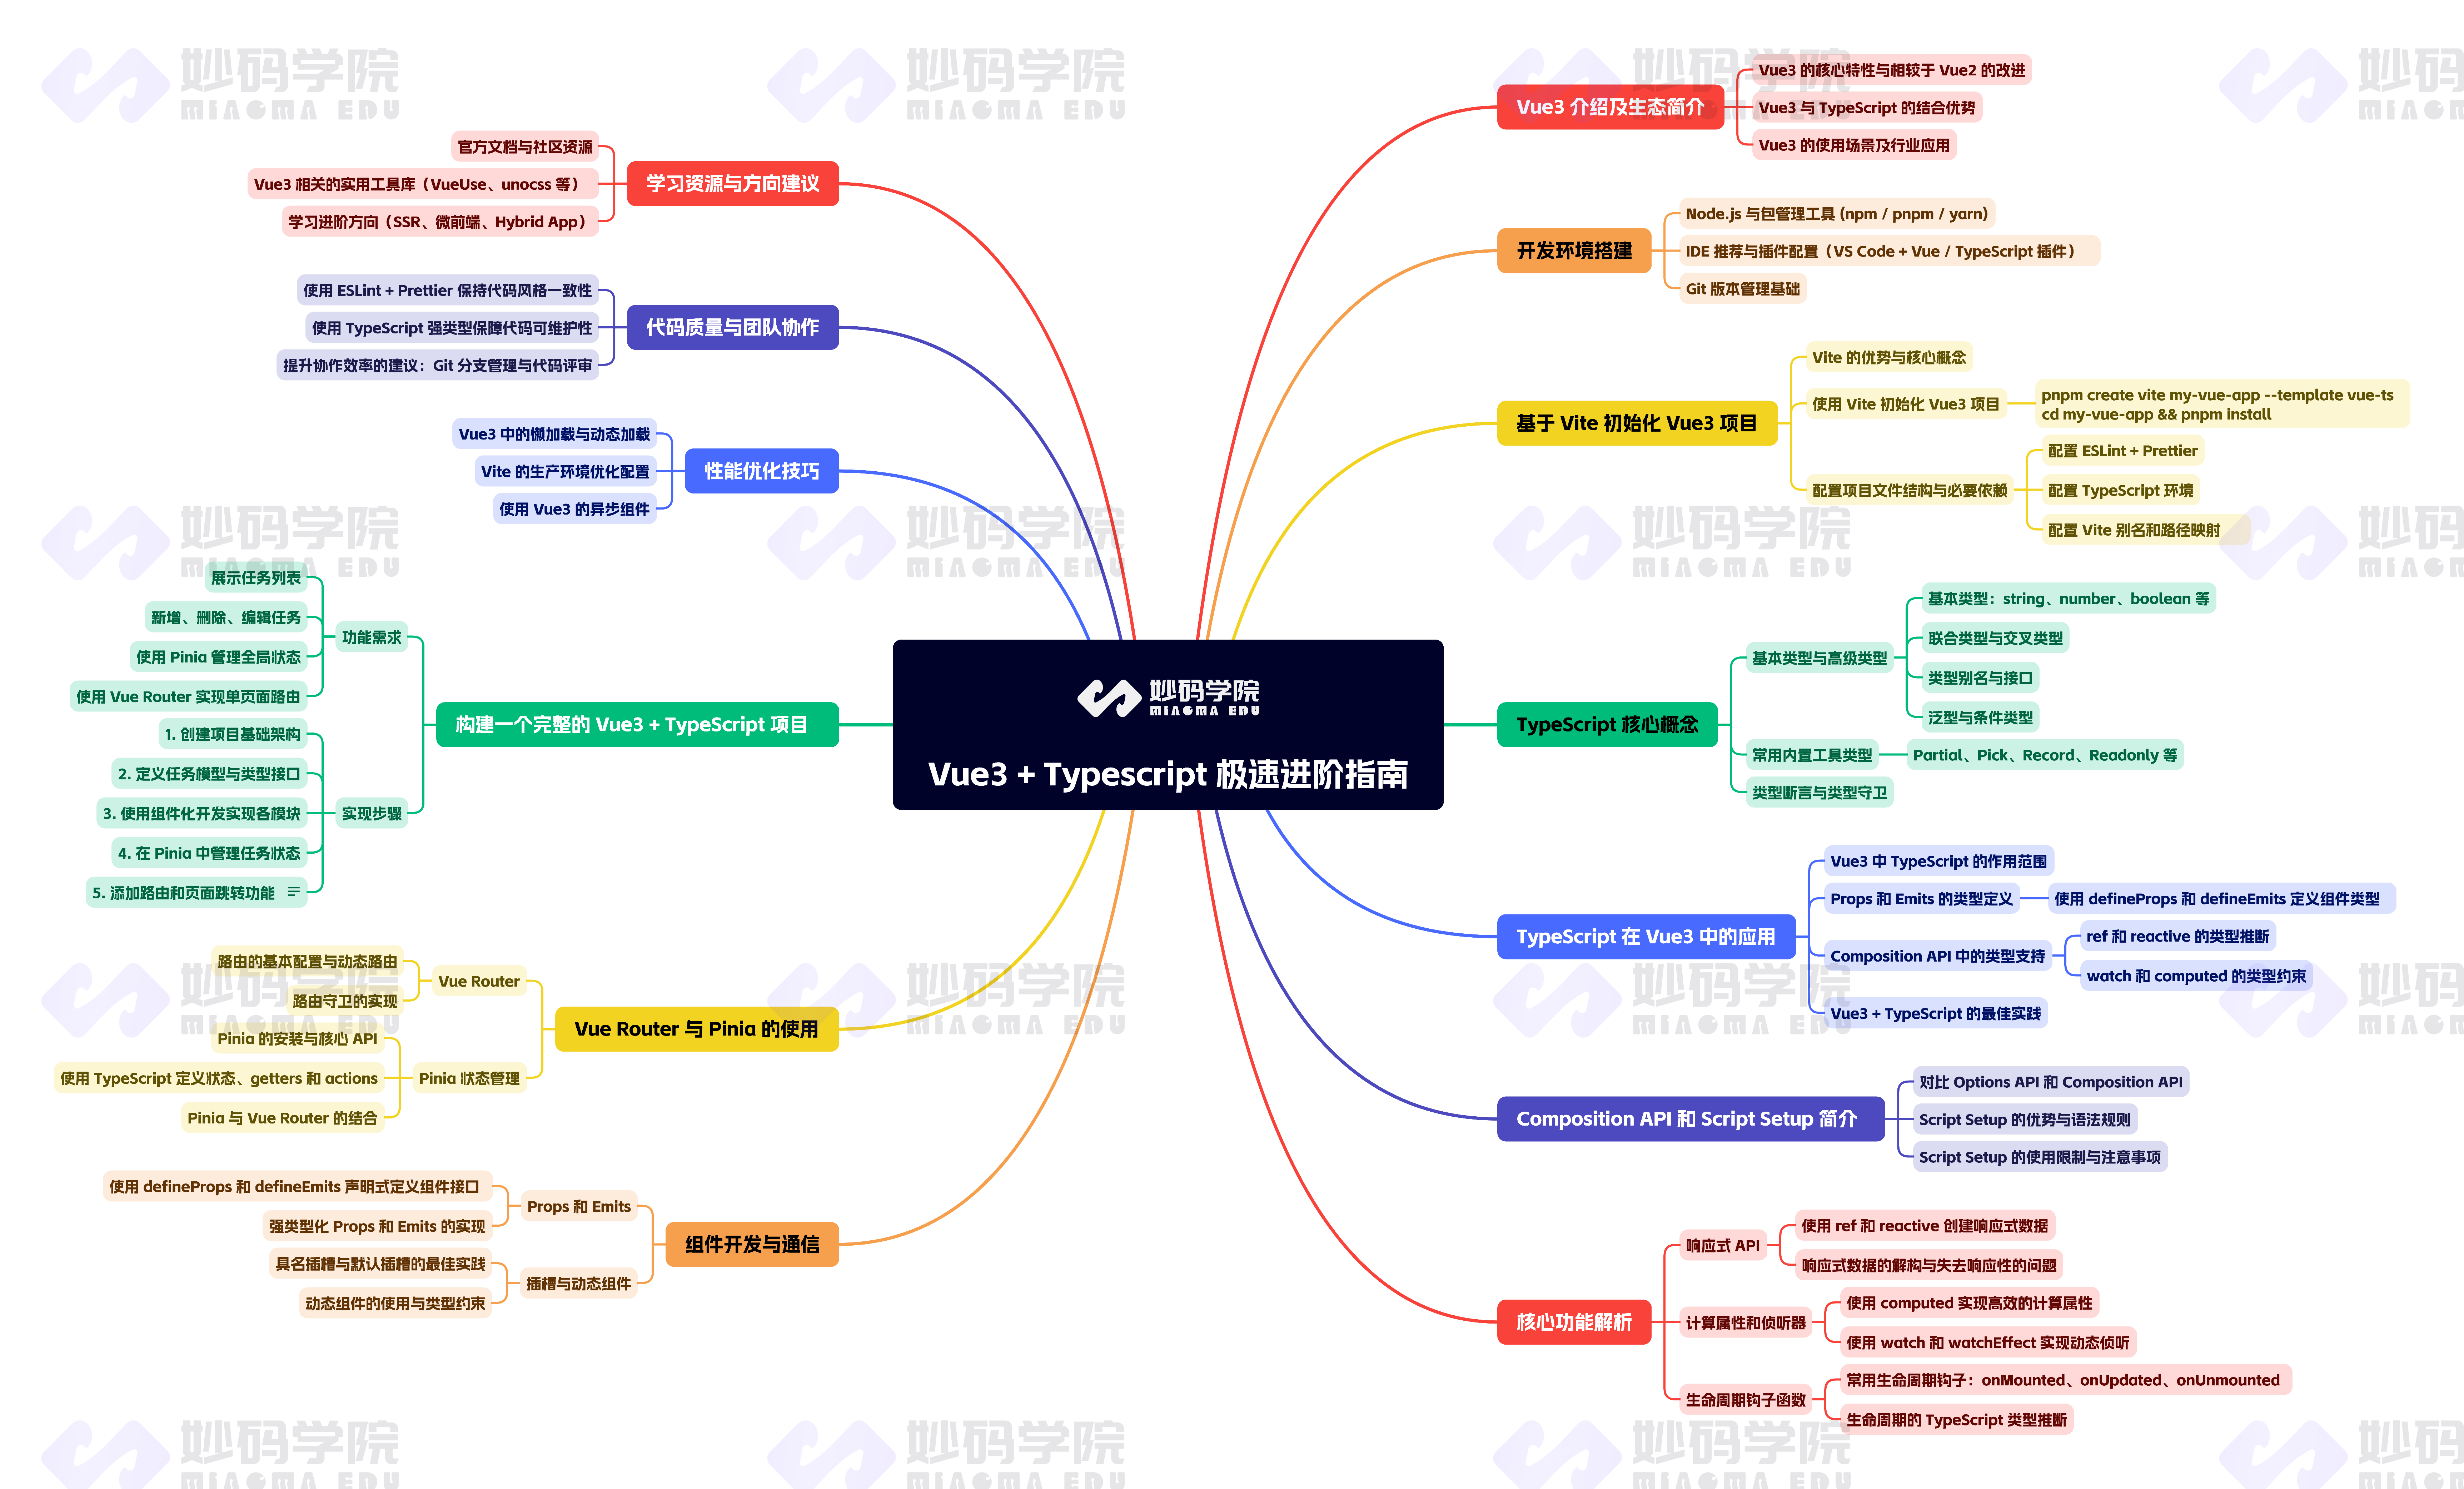 妙码学院
MIAOMA EDU
Vue3 + Typescript 极速进阶指南
Vue3 介绍及生态简介
Vue3 的核心特性与相较于 Vue2 的改进
Vue3 与 TypeScript 的结合优势
Vue3 的使用场景及行业应用
开发环境搭建
Node.js 与包管理工具 (npm / pnpm / yarn)
IDE 推荐与插件配置（VS Code + Vue / TypeScript 插件）
Git 版本管理基础
基于 Vite 初始化 Vue3 项目
Vite 的优势与核心概念
使用 Vite 初始化 Vue3 项目
pnpm create vite my-vue-app --template vue-ts
cd my-vue-app && pnpm install
配置项目文件结构与必要依赖
配置 ESLint + Prettier
配置 TypeScript 环境
配置 Vite 别名和路径映射
TypeScript 核心概念
基本类型与高级类型
基本类型：string、number、boolean 等
联合类型与交叉类型
类型别名与接口
泛型与条件类型
常用内置工具类型
Partial、Pick、Record、Readonly 等
类型断言与类型守卫
TypeScript 在 Vue3 中的应用
Vue3 中 TypeScript 的作用范围
Props 和 Emits 的类型定义
使用 defineProps 和 defineEmits 定义组件类型
Composition API 中的类型支持
ref 和 reactive 的类型推断
watch 和 computed 的类型约束
Vue3 + TypeScript 的最佳实践
Composition API 和 Script Setup 简介
对比 Options API 和 Composition API
Script Setup 的优势与语法规则
Script Setup 的使用限制与注意事项
核心功能解析
响应式 API
使用 ref 和 reactive 创建响应式数据
响应式数据的解构与失去响应性的问题
计算属性和侦听器
使用 computed 实现高效的计算属性
使用 watch 和 watchEffect 实现动态侦听
生命周期钩子函数
常用生命周期钩子：onMounted、onUpdated、onUnmounted
生命周期的 TypeScript 类型推断
学习资源与方向建议
官方文档与社区资源
Vue3 相关的实用工具库（VueUse、unocss 等）
学习进阶方向（SSR、微前端、Hybrid App）
代码质量与团队协作
使用 ESLint + Prettier 保持代码风格一致性
使用 TypeScript 强类型保障代码可维护性
提升协作效率的建议：Git 分支管理与代码评审
性能优化技巧
Vue3 中的懒加载与动态加载
Vite 的生产环境优化配置
使用 Vue3 的异步组件
构建一个完整的 Vue3 + TypeScript 项目
功能需求
展示任务列表
新增、删除、编辑任务
使用 Pinia 管理全局状态
使用 Vue Router 实现单页面路由
实现步骤
1. 创建项目基础架构
2. 定义任务模型与类型接口
3. 使用组件化开发实现各模块
4. 在 Pinia 中管理任务状态
5. 添加路由和页面跳转功能
Vue Router 与 Pinia 的使用
Vue Router
路由的基本配置与动态路由
路由守卫的实现
Pinia 状态管理
Pinia 的安装与核心 API
使用 TypeScript 定义状态、getters 和 actions
Pinia 与 Vue Router 的结合
组件开发与通信
Props 和 Emits
使用 defineProps 和 defineEmits 声明式定义组件接口
强类型化 Props 和 Emits 的实现
插槽与动态组件
具名插槽与默认插槽的最佳实践
动态组件的使用与类型约束